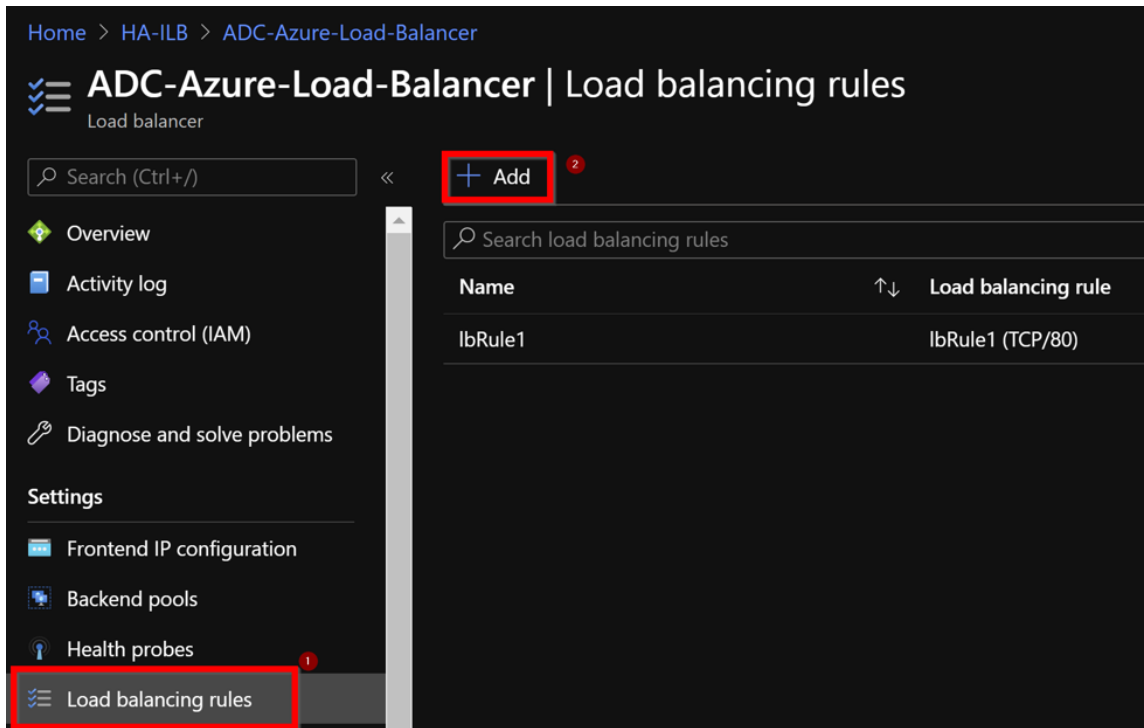 Home > HA-ILB > ADC-Azure-Load-Balancer
ADC-Azure-Load-Balancer | Load balancing rules
Load balancer
Search (Ctrl+/)
«
+ Add
2
Overview
Search load balancing rules
Activity log
Name ↑↓ Load balancing rule
Access control (IAM)
lbRule1 lbRule1 (TCP/80)
Tags
Diagnose and solve problems
Settings
Frontend IP configuration
Backend pools
Health probes
1
Load balancing rules